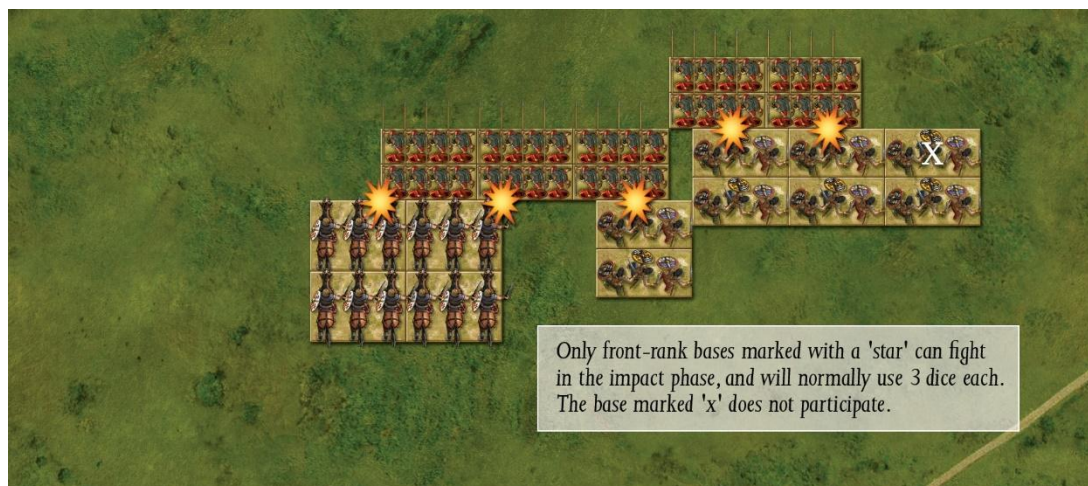 X
Only front-rank bases marked with a 'star' can fight
in the impact phase, and will normally use 3 dice each.
The base marked 'x' does not participate.